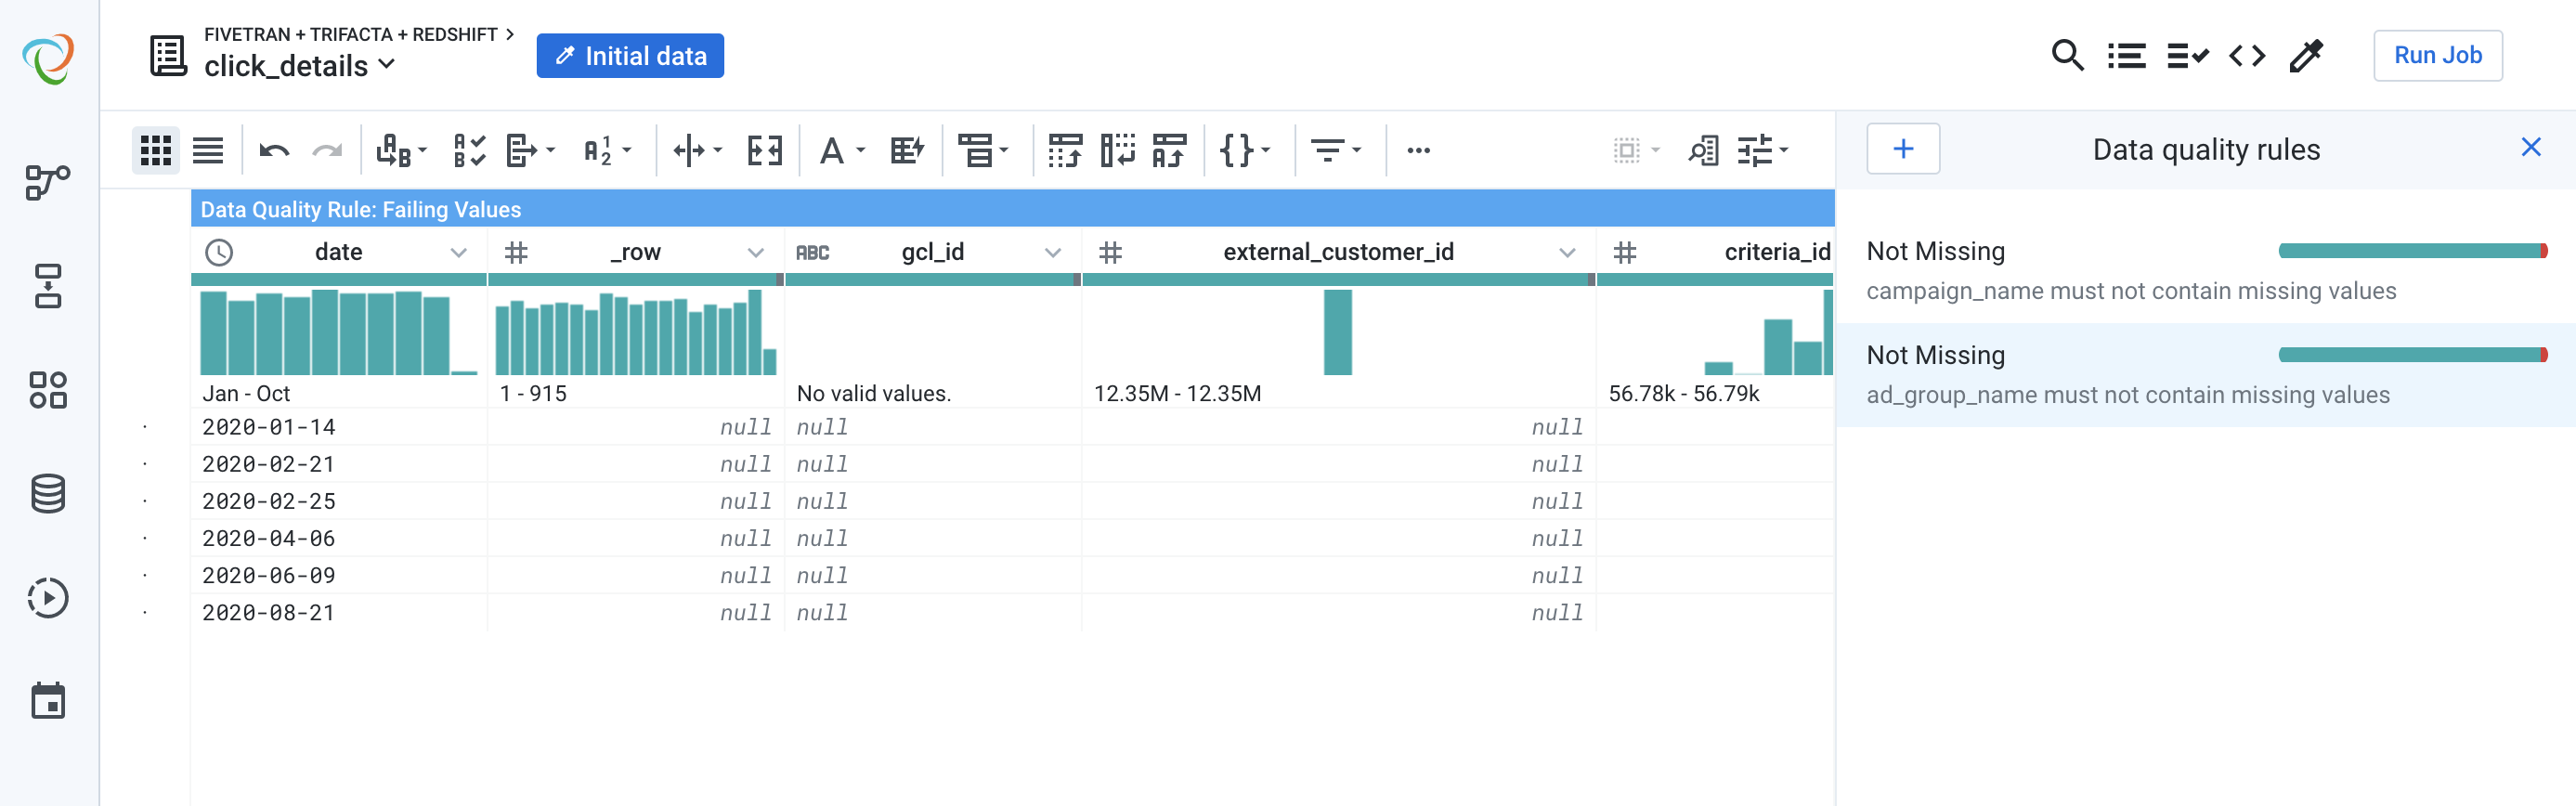 FIVETRAN + TRIFACTA + REDSHIFT
click_details
Initial data
Run Job
Data quality rules
Data Quality Rule: Failing Values
date
_row
ABC gcl_id
external_customer_id
criteria_id
Jan - Oct
1 - 915
No valid values.
12.35M - 12.35M
56.78k - 56.79k
2020-01-14 null null null
2020-02-21 null null null
2020-02-25 null null null
2020-04-06 null null null
2020-06-09 null null null
2020-08-21 null null null
Not Missing
campaign_name must not contain missing values
Not Missing
ad_group_name must not contain missing values